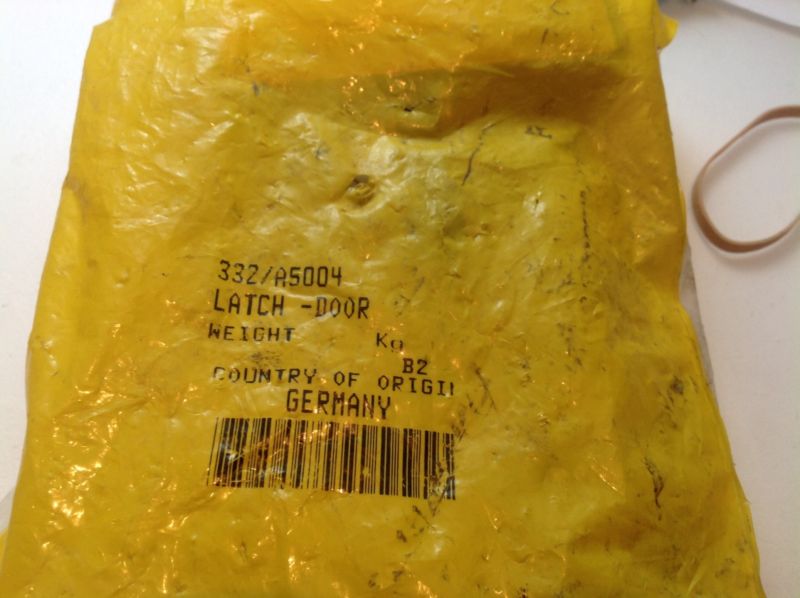 332/A5004
LATCH -DOOR
WEIGHT Kg
B2
COUNTRY OF ORIGIN
GERMANY